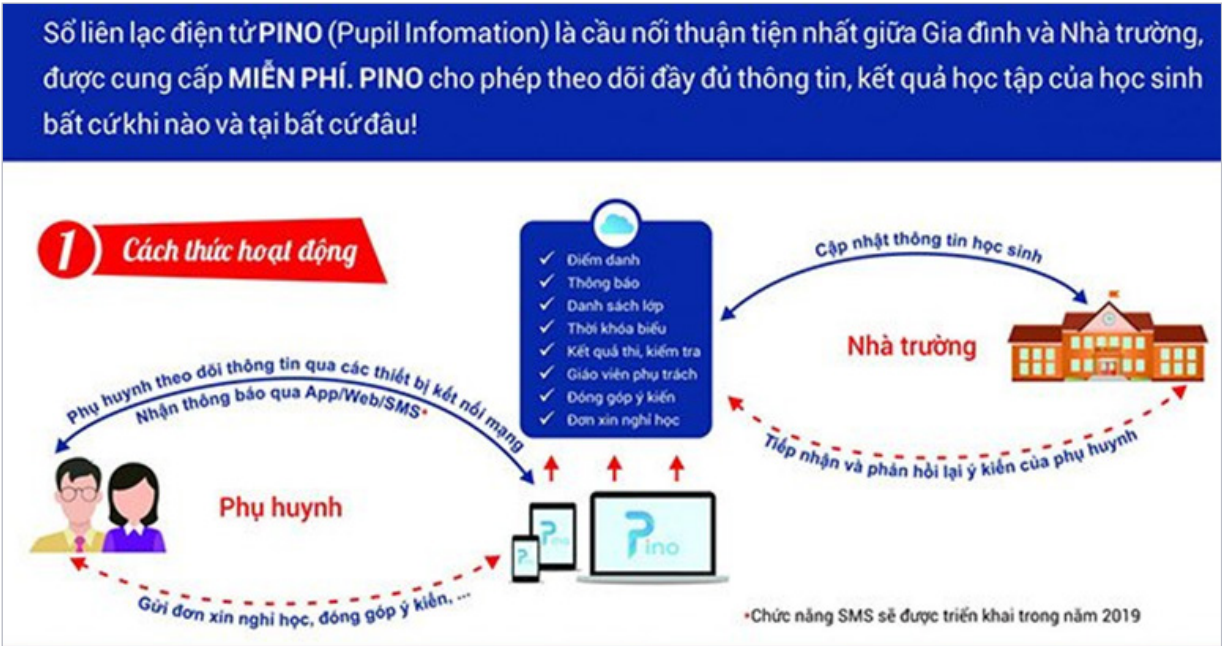 Sổ liên lạc điện tử PINO (Pupil Infomation) là cầu nối thuận tiện nhất giữa Gia đình và Nhà trường,
được cung cấp MIỄN PHÍ. PINO cho phép theo dõi đầy đủ thông tin, kết quả học tập của học sinh
bất cứ khi nào và tại bất cứ đâu!
1 Cách thức hoạt động
Điểm danh
Thông báo
Danh sách lớp
Thời khóa biểu
Kết quả thi, kiểm tra
Giáo viên phụ trách
Đóng góp ý kiến
Đơn xin nghỉ học
Cập nhật thông tin học sinh
Nhà trường
Tiếp nhận và phản hồi lại ý kiến của phụ huynh
Phụ huynh theo dõi thông tin qua các thiết bị kết nối mạng
Nhận thông báo qua App/Web/SMS*
Phụ huynh
Gửi đơn xin nghỉ học, đóng góp ý kiến, ...
Pino
Pino
P
*Chức năng SMS sẽ được triển khai trong năm 2019